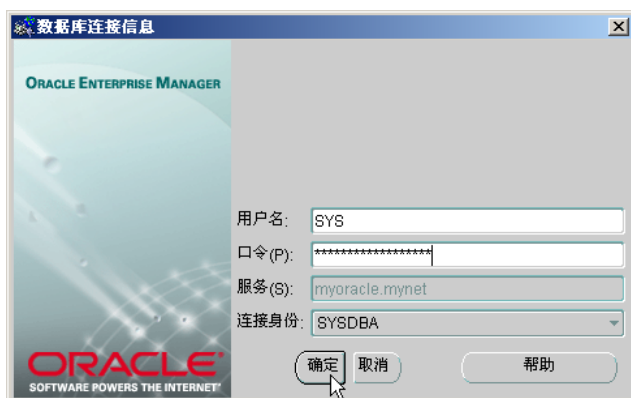 数据库连接信息
ORACLE ENTERPRISE MANAGER
用户名: SYS
口令(P): ******************
服务(S): myoracle.mynet
连接身份: SYSDBA
ORACLE®
SOFTWARE POWERS THE INTERNET™
确定 取消 帮助